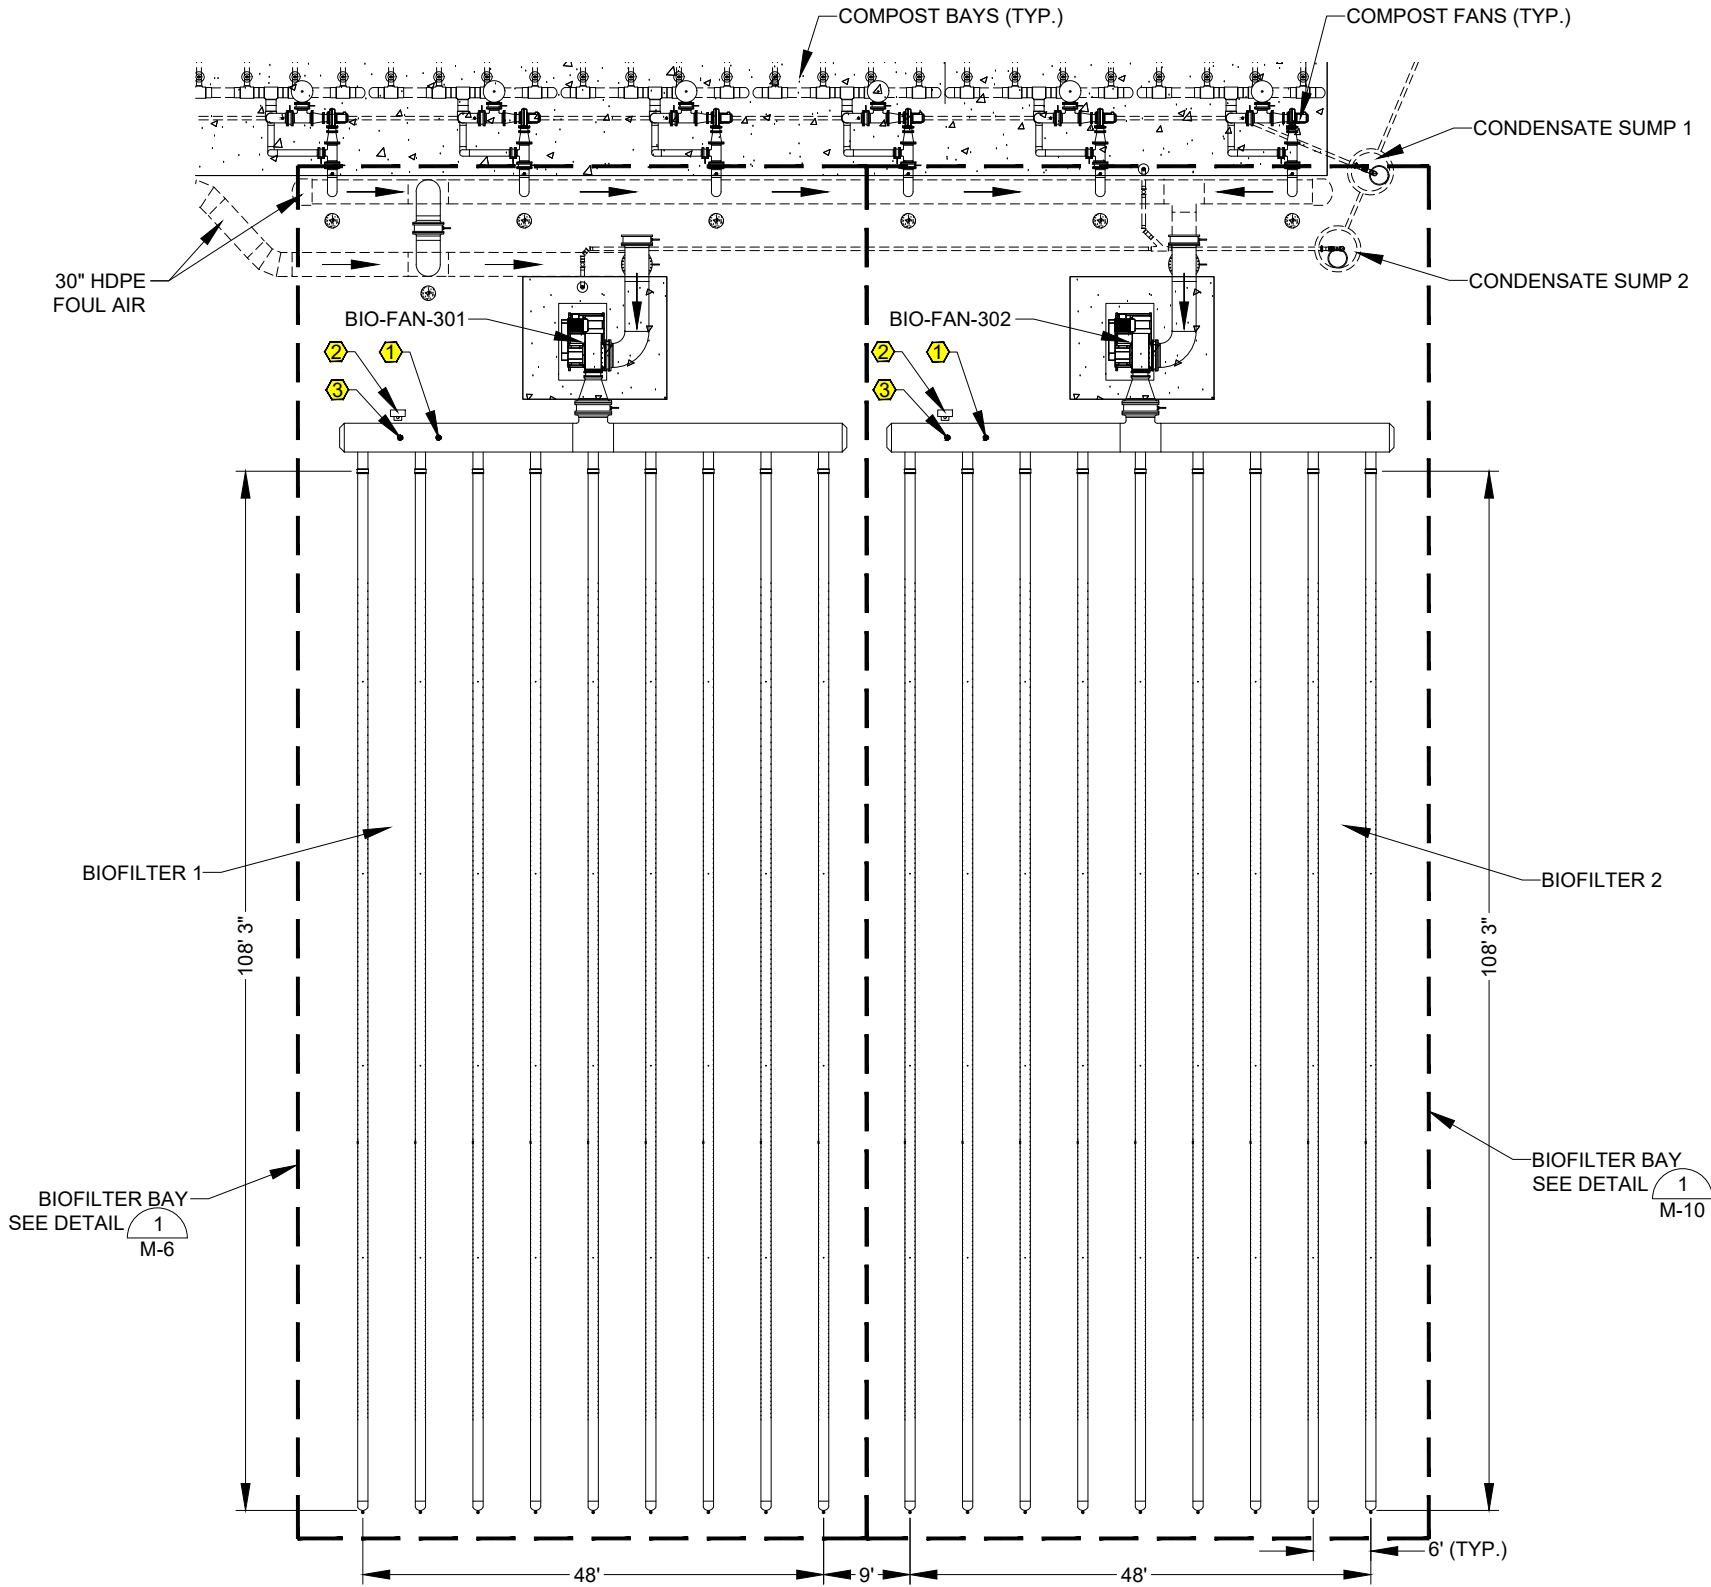 COMPOST BAYS (TYP.)
COMPOST FANS (TYP.)
CONDENSATE SUMP 1
CONDENSATE SUMP 2
30" HDPE
FOUL AIR
BIO-FAN-301
BIO-FAN-302
2
1
3
2
1
3
BIOFILTER 1
BIOFILTER 2
108' 3"
108' 3"
BIOFILTER BAY
SEE DETAIL
1
M-6
BIOFILTER BAY
SEE DETAIL
1
M-10
6' (TYP.)
48'
9'
48'